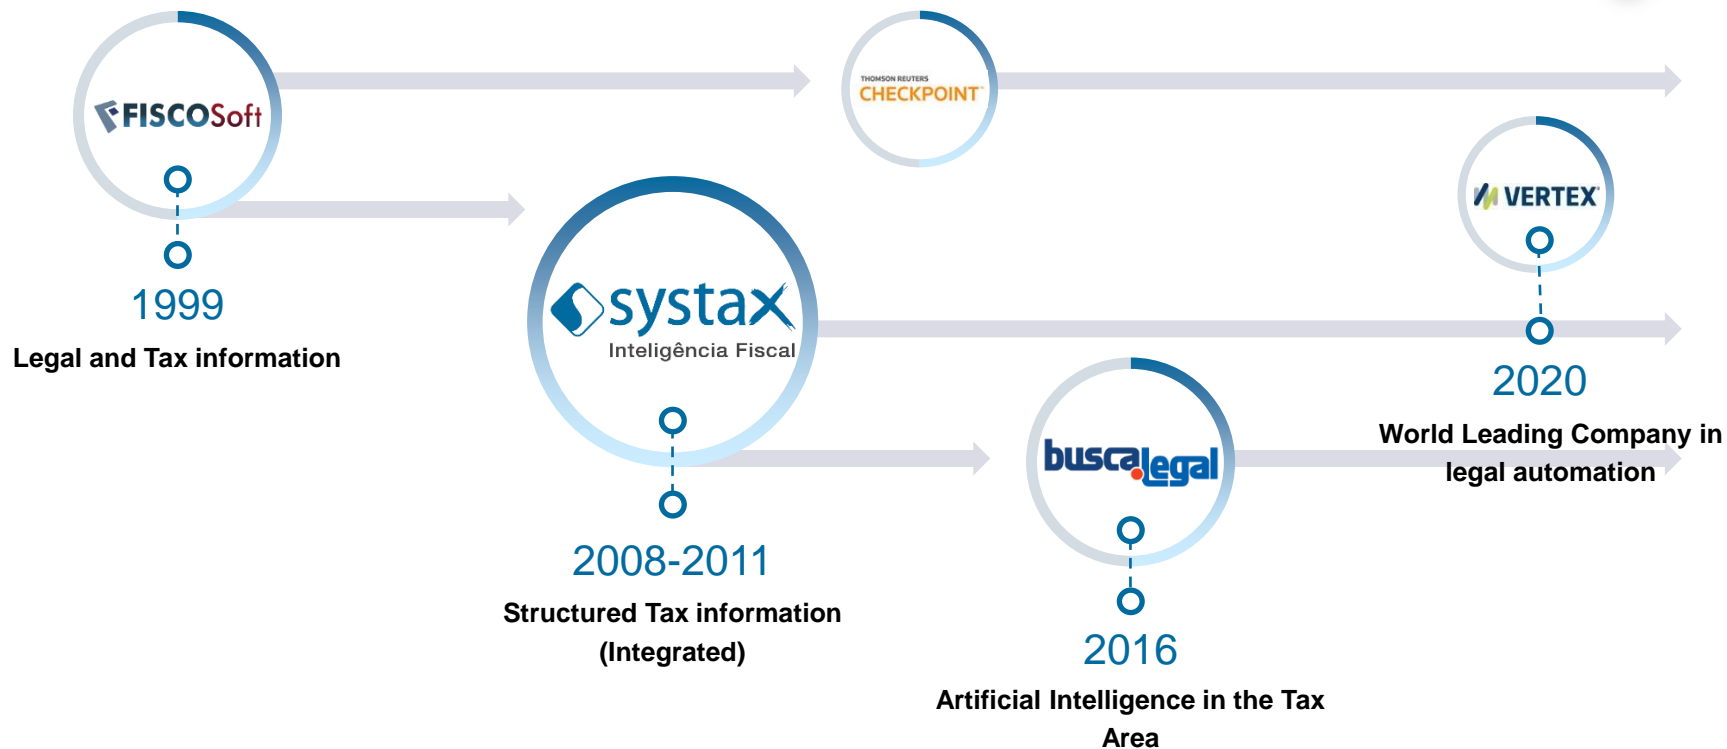 FISCOSoft
1999
Legal and Tax information
THOMSON REUTERS
CHECKPOINT™
systax
Inteligência Fiscal
2008-2011
Structured Tax information
(Integrated)
buscalegal
2016
Artificial Intelligence in the Tax
Area
VERTEX®
2020
World Leading Company in
legal automation